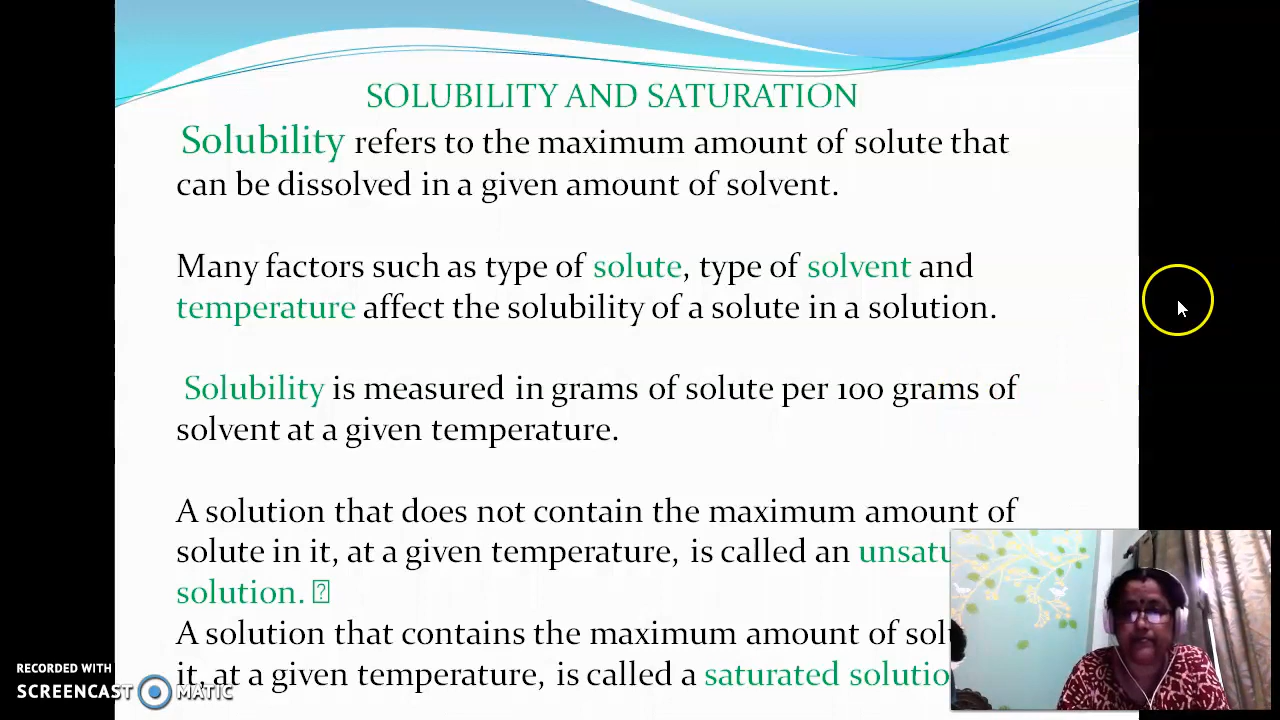 SOLUBILITY AND SATURATION
Solubility refers to the maximum amount of solute that
can be dissolved in a given amount of solvent.
Many factors such as type of solute, type of solvent and
temperature affect the solubility of a solute in a solution.
Solubility is measured in grams of solute per 100 grams of
solvent at a given temperature.
A solution that does not contain the maximum amount of
solute in it, at a given temperature, is called an
solution.
A solution that contains the maximum amount of
it, at a given temperature, is called a saturated
RECORDED WITH
SCREENCAST MATIC